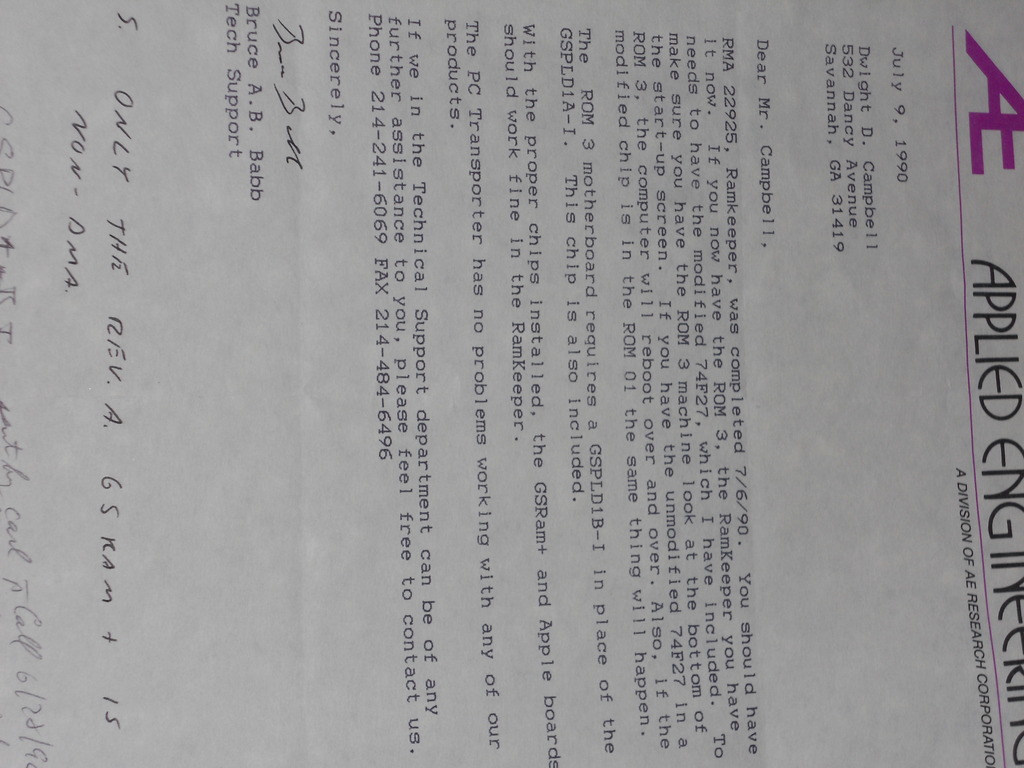 Æ APPLIED ENGINEERING
A DIVISION OF AE RESEARCH CORPORATION
July 9, 1990
Dwight D. Campbell
532 Dancy Avenue
Savannah, GA 31419
Dear Mr. Campbell,
RMA 22925, Ramkeeper, was completed 7/6/90. You should have
it now. If you now have the ROM 3, the RamKeeper you have
needs to have the modified 74F27, which I have included. To
make sure you have the ROM 3 machine look at the bottom of
the start-up screen. If you have the unmodified 74F27 in a
ROM 3, the computer will reboot over and over. Also, if the
modified chip is in the ROM 01 the same thing will happen.
The ROM 3 motherboard requires a GSPLD1B-I in place of the
GSPLD1A-I. This chip is also included.
With the proper chips installed, the GSRam+ and Apple boards
should work fine in the RamKeeper.
The PC Transporter has no problems working with any of our
products.
If we in the Technical Support department can be of any
further assistance to you, please feel free to contact us.
Phone 214-241-6069 FAX 214-484-6496
Sincerely,
Bruce A.B. Babb
Tech Support
S. ONLY THE REV. A. GS RAM + IS
NON-DMA.